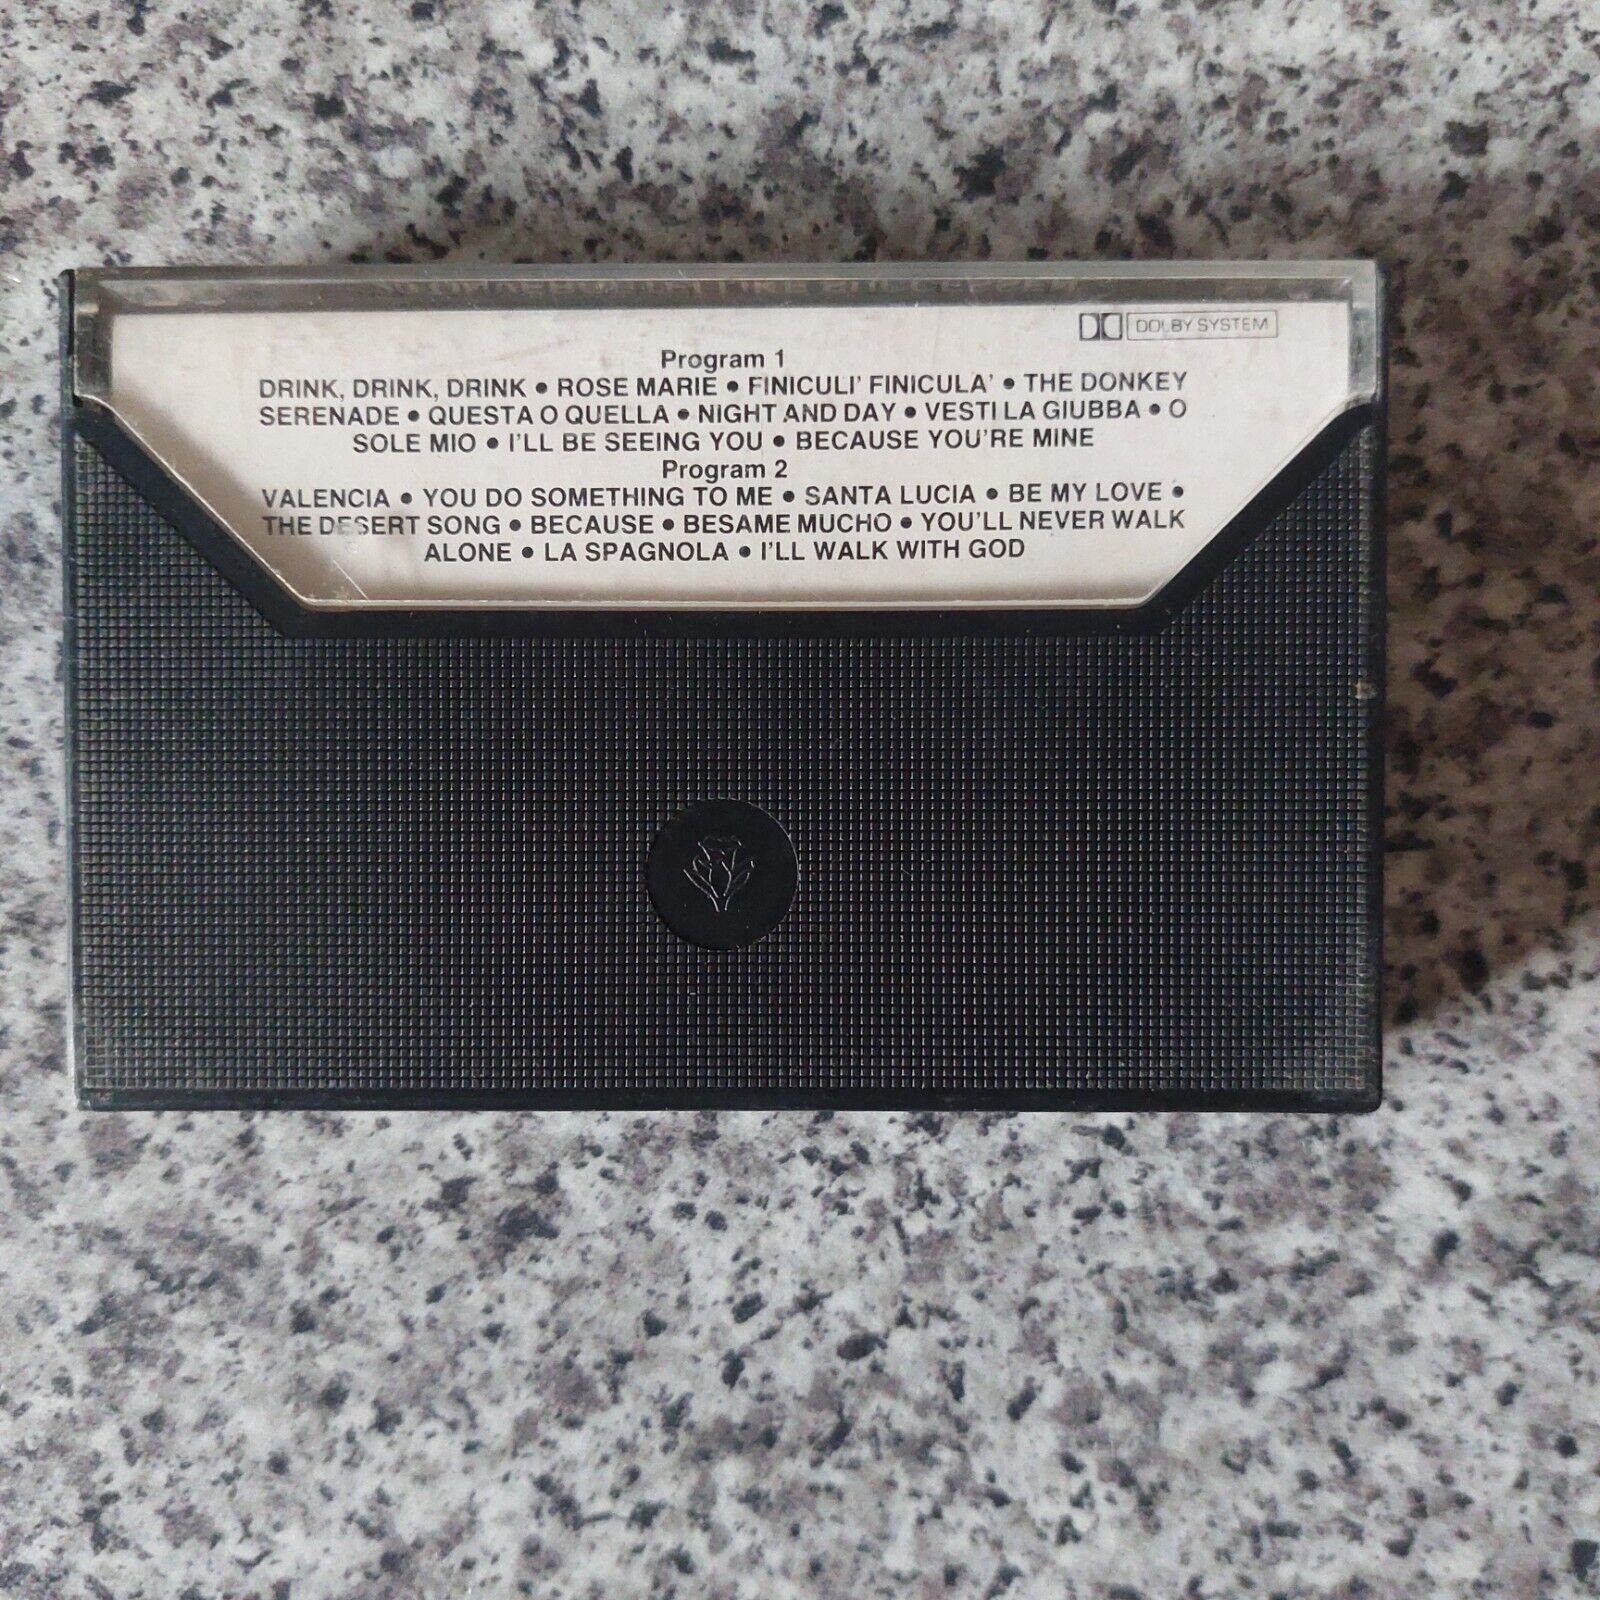 DOLBY SYSTEM
Program 1
DRINK, DRINK, DRINK • ROSE MARIE • FINICULI' FINICULA' • THE DONKEY
SERENADE • QUESTA O QUELLA • NIGHT AND DAY • VESTI LA GIUBBA • O
SOLE MIO • I'LL BE SEEING YOU • BECAUSE YOU'RE MINE
Program 2
VALENCIA • YOU DO SOMETHING TO ME • SANTA LUCIA • BE MY LOVE •
THE DESERT SONG • BECAUSE • BESAME MUCHO • YOU'LL NEVER WALK
ALONE • LA SPAGNOLA • I'LL WALK WITH GOD